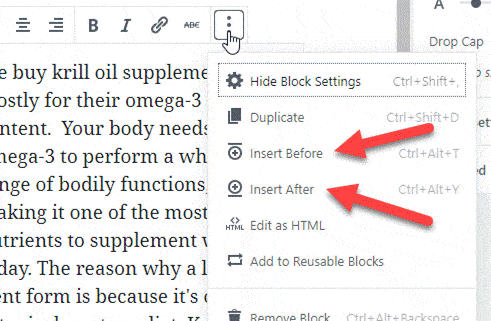 B I ABC A
Drop Cap
Hide Block Settings Ctrl+Shift+,
Duplicate Ctrl+Shift+D
Insert Before Ctrl+Alt+T
Insert After Ctrl+Alt+Y
HTML Edit as HTML
Add to Reusable Blocks
Remove Block Ctrl+Alt+Backspace
e buy krill oil suppleme
ostly for their omega-3
ntent. Your body needs
mega-3 to perform a wh
nge of bodily functions,
aking it one of the most
utrients to supplement
day. The reason why a l
ent form is because it's